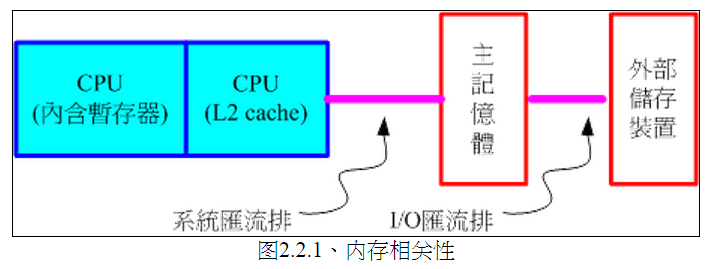 CPU
(內含暫存器)
CPU
(L2 cache)
主記憶體
外部儲存裝置
系統匯流排
I/O匯流排
图2.2.1、内存相关性